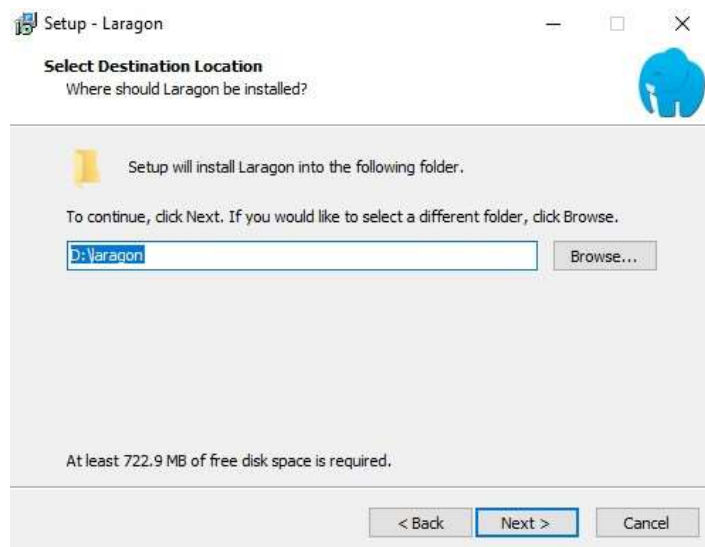 Setup - Laragon
Select Destination Location
Where should Laragon be installed?
Setup will install Laragon into the following folder.
To continue, click Next. If you would like to select a different folder, click Browse.
D:\laragon
Browse...
At least 722.9 MB of free disk space is required.
< Back
Next >
Cancel